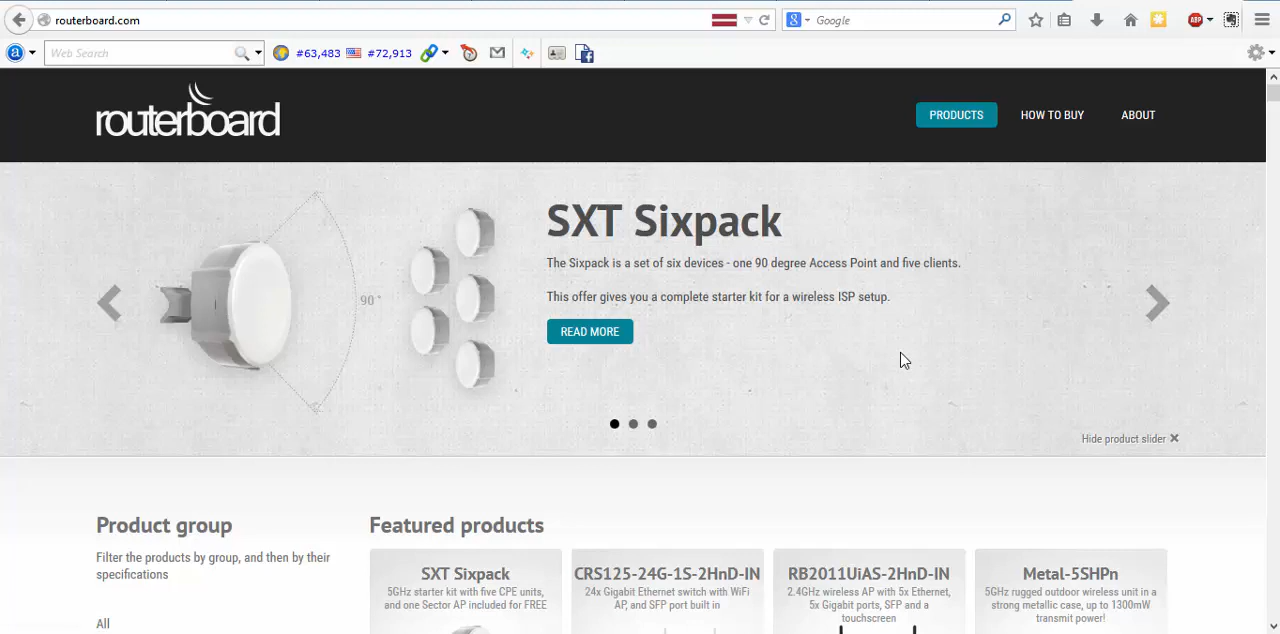 routerboard.com
Google
Web Search
#63,483
#72,913
ABP
routerboard
PRODUCTS
HOW TO BUY
ABOUT
SXT Sixpack
The Sixpack is a set of six devices - one 90 degree Access Point and five clients.
This offer gives you a complete starter kit for a wireless ISP setup.
READ MORE
90 °
Hide product slider
Product group
Filter the products by group, and then by their
specifications
All
Featured products
SXT Sixpack
5GHz starter kit with five CPE units,
and one Sector AP included for FREE
CRS125-24G-1S-2HnD-IN
24x Gigabit Ethernet switch with WiFi
AP, and SFP port built in
RB2011UiAS-2HnD-IN
2.4GHz wireless AP with 5x Ethernet,
5x Gigabit ports, SFP and a
touchscreen
Metal-5SHPn
5GHz rugged outdoor wireless unit in a
strong metallic case, up to 1300mW
transmit power!